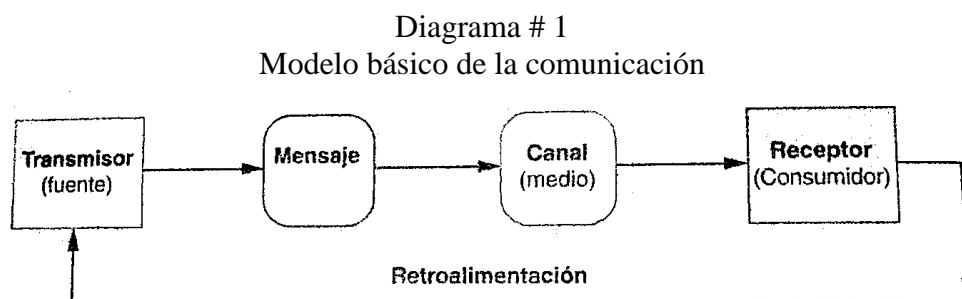 Diagrama # 1
Modelo básico de la comunicación
Transmisor
(fuente)
Mensaje
Canal
(medio)
Receptor
(Consumidor)
Retroalimentación